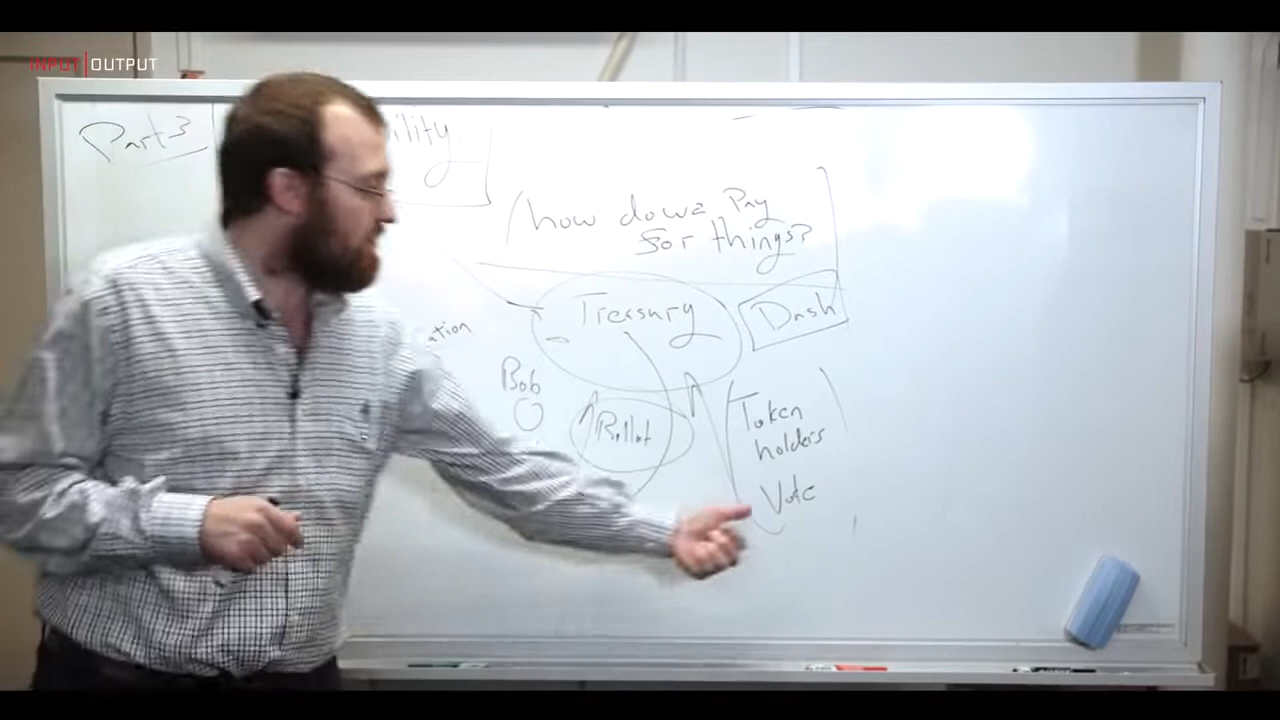 INPUT | OUTPUT
Part 3
ility
how do we Pay
for things?
Treasury
Dash
ation
Bob
Ballot
Token
holders
Vote